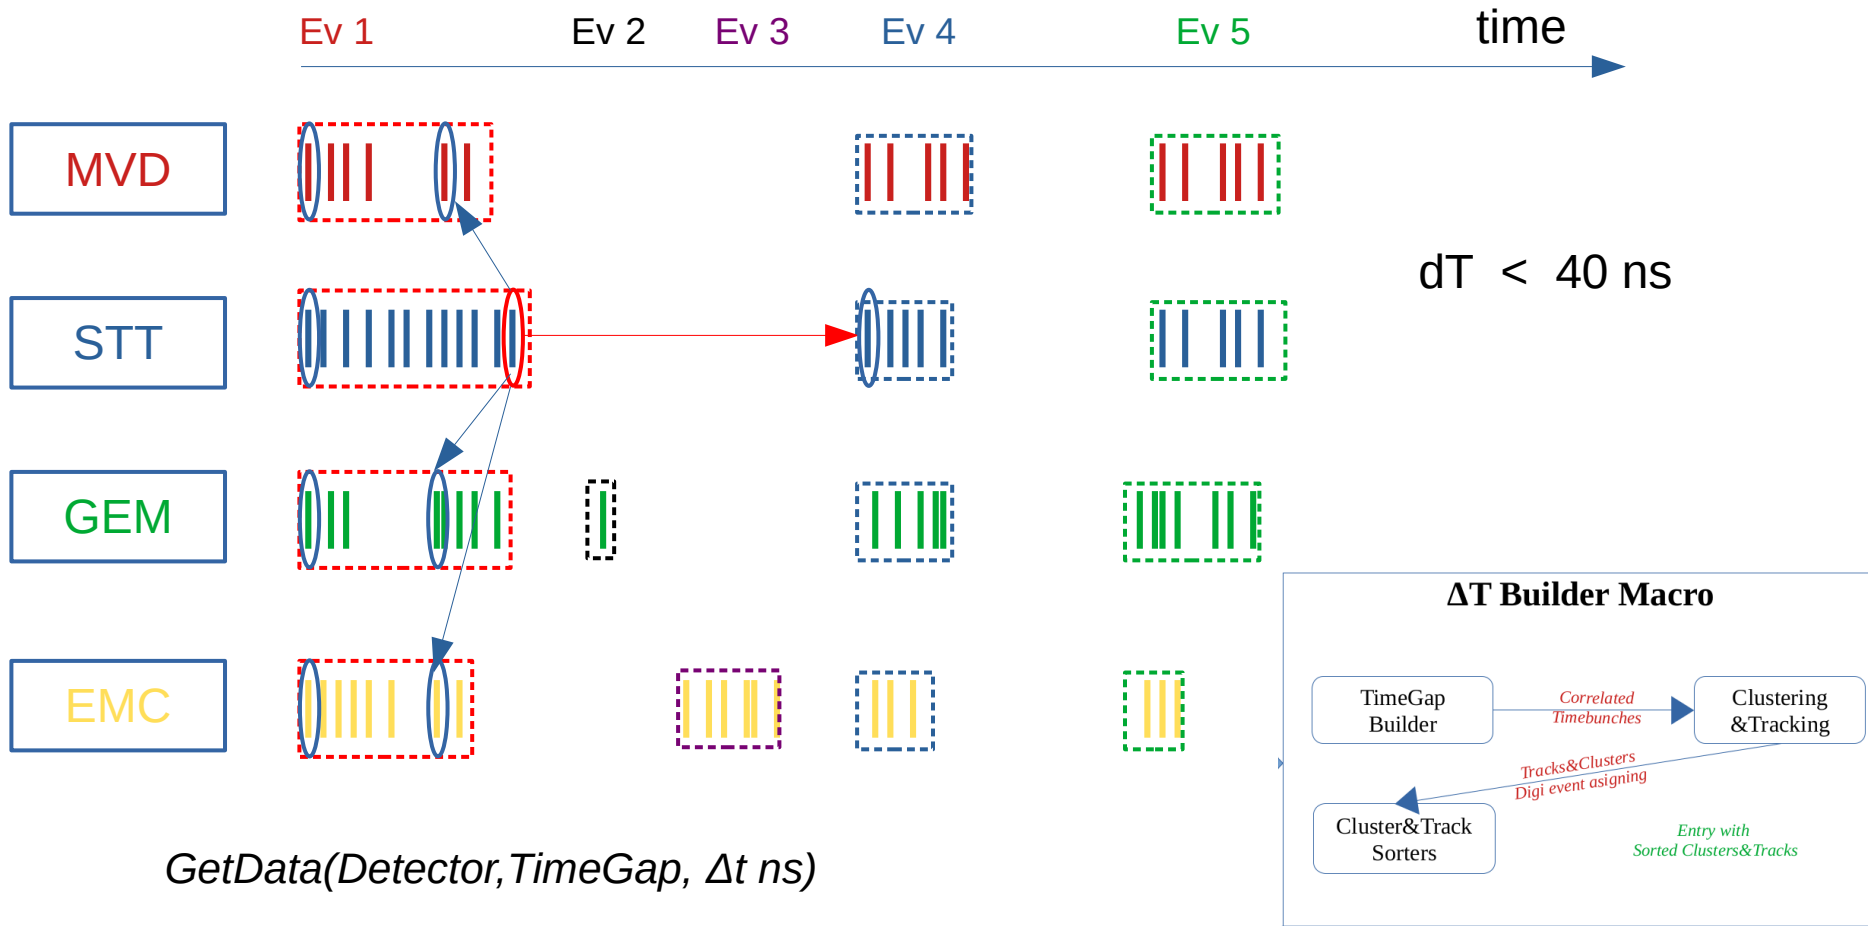 Ev 1
Ev 2
Ev 3
Ev 4
Ev 5
time
MVD
STT
dT < 40 ns
GEM
EMC
ΔT Builder Macro
TimeGap
Builder
Correlated
Timebunches
Clustering
&Tracking
Tracks&Clusters
Digi event asigning
Cluster&Track
Sorters
Entry with
Sorted Clusters&Tracks
GetData(Detector,TimeGap, Δt ns)